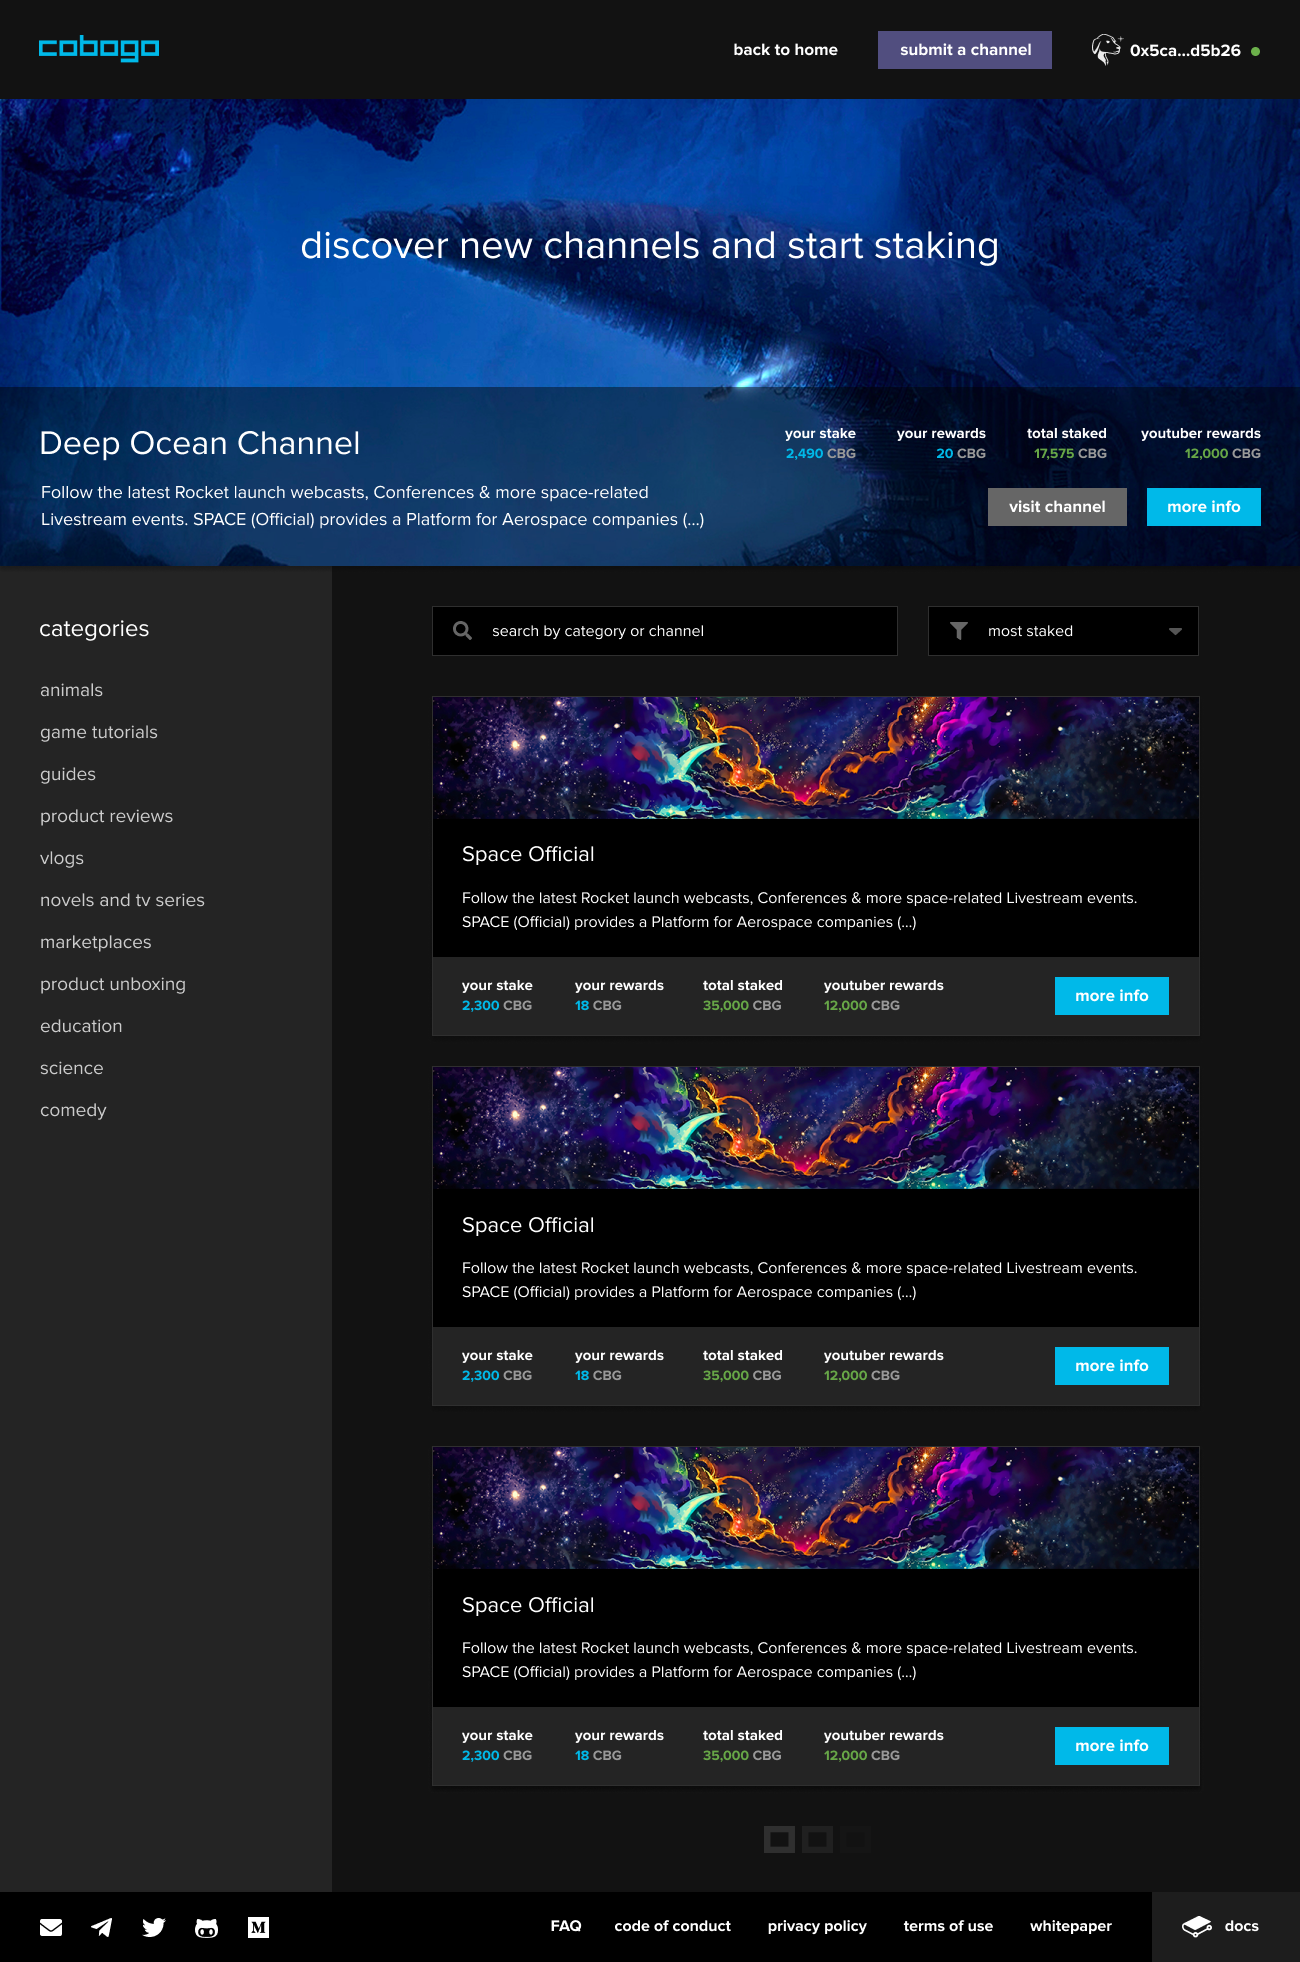 cobogo
back to home
submit a channel
0x5ca...d5b26
discover new channels and start staking
Deep Ocean Channel
Follow the latest Rocket launch webcasts, Conferences & more space-related
Livestream events. SPACE (Official) provides a Platform for Aerospace companies (...)
your stake your rewards total staked youtuber rewards
2,490 CBG 20 CBG 17,575 CBG 12,000 CBG
visit channel more info
categories
animals
game tutorials
guides
product reviews
vlogs
novels and tv series
marketplaces
product unboxing
education
science
comedy
search by category or channel
most staked
Space Official
Follow the latest Rocket launch webcasts, Conferences & more space-related Livestream events.
SPACE (Official) provides a Platform for Aerospace companies (...)
your stake your rewards total staked youtuber rewards
2,300 CBG 18 CBG 35,000 CBG 12,000 CBG
more info
Space Official
Follow the latest Rocket launch webcasts, Conferences & more space-related Livestream events.
SPACE (Official) provides a Platform for Aerospace companies (...)
your stake your rewards total staked youtuber rewards
2,300 CBG 18 CBG 35,000 CBG 12,000 CBG
more info
Space Official
Follow the latest Rocket launch webcasts, Conferences & more space-related Livestream events.
SPACE (Official) provides a Platform for Aerospace companies (...)
your stake your rewards total staked youtuber rewards
2,300 CBG 18 CBG 35,000 CBG 12,000 CBG
more info
M
FAQ code of conduct privacy policy terms of use whitepaper docs